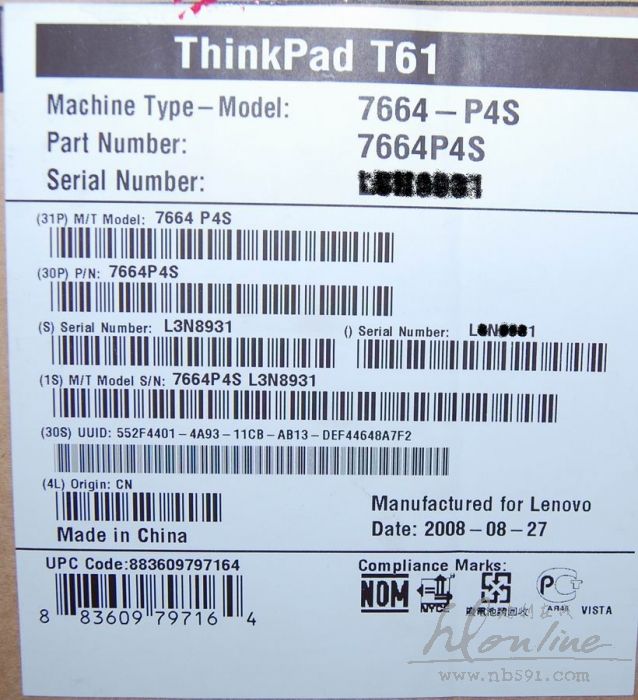 ThinkPad T61
Machine Type – Model: 7664 – P4S
Part Number: 7664P4S
Serial Number:
(31P) M/T Model: 7664 P4S
(30P) P/N: 7664P4S
(S) Serial Number: L3N8931 () Serial Number:
(1S) M/T Model S/N: 7664P4S L3N8931
(30S) UUID: 552F4401 – 4A93 – 11CB – AB13 – DEF44648A7F2
(4L) Origin: CN
Manufactured for Lenovo
Made in China Date: 2008 – 08 – 27
UPC Code:883609797164 Compliance Marks:
NOM NYCE VISTA
8 83609 79716 4
online
www.nb591.com